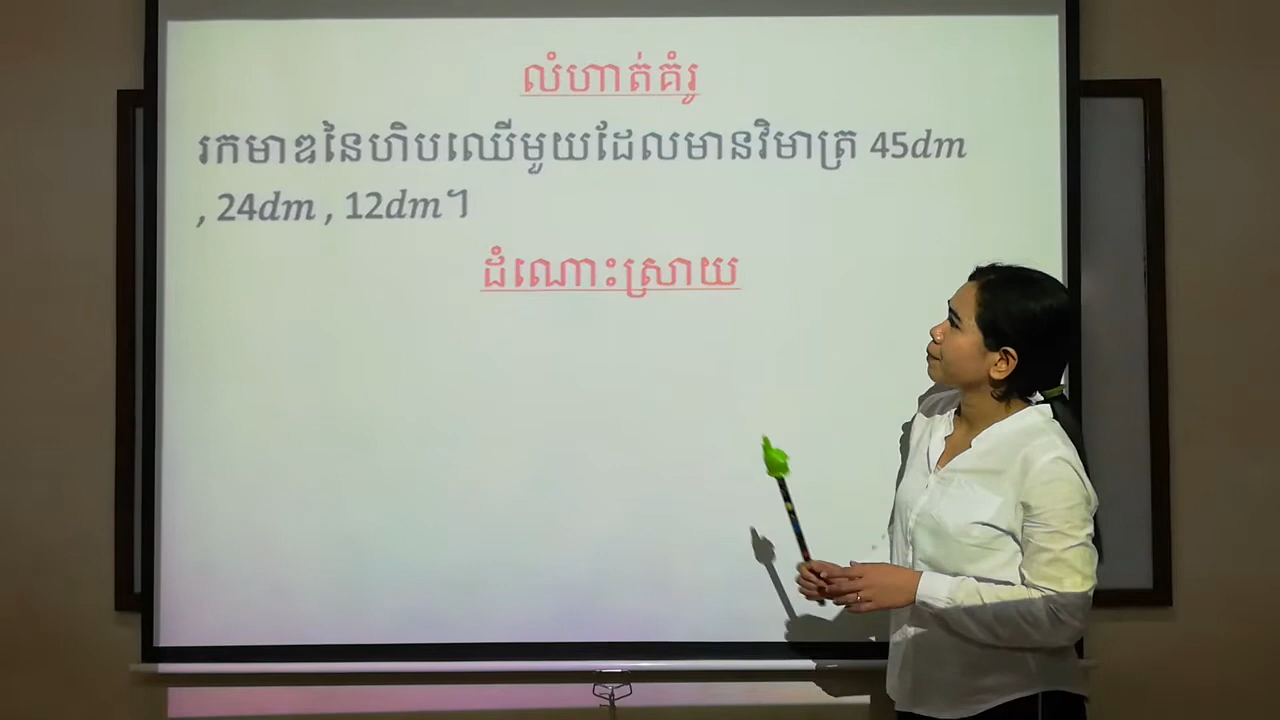 លំហាត់គំរូ
រកមាឌនៃហិបឈើមួយដែលមានវិមាត្រ 45dm
, 24dm , 12dm។
ដំណោះស្រាយ